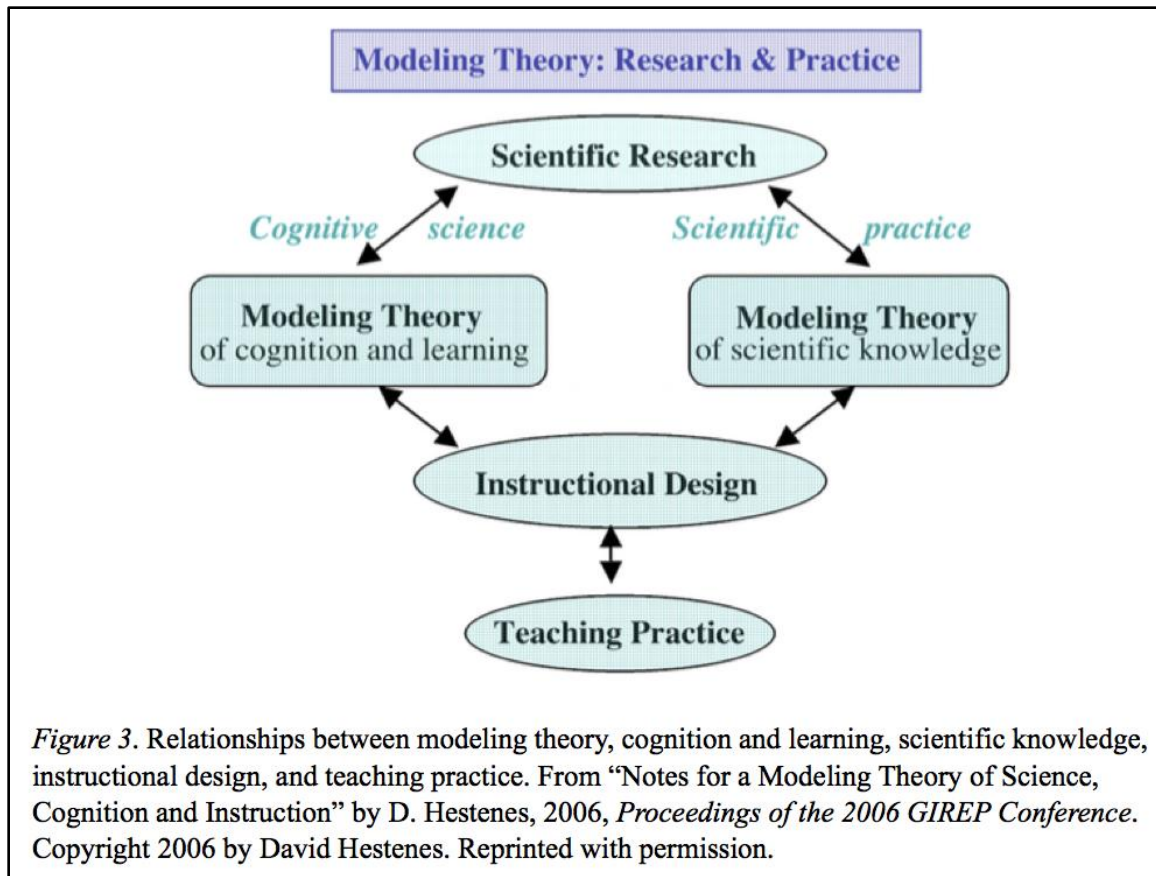 Modeling Theory: Research & Practice
Scientific Research
Cognitive science
Scientific practice
Modeling Theory
of cognition and learning
Modeling Theory
of scientific knowledge
Instructional Design
Teaching Practice
Figure 3. Relationships between modeling theory, cognition and learning, scientific knowledge,
instructional design, and teaching practice. From “Notes for a Modeling Theory of Science,
Cognition and Instruction” by D. Hestenes, 2006, Proceedings of the 2006 GIREP Conference.
Copyright 2006 by David Hestenes. Reprinted with permission.